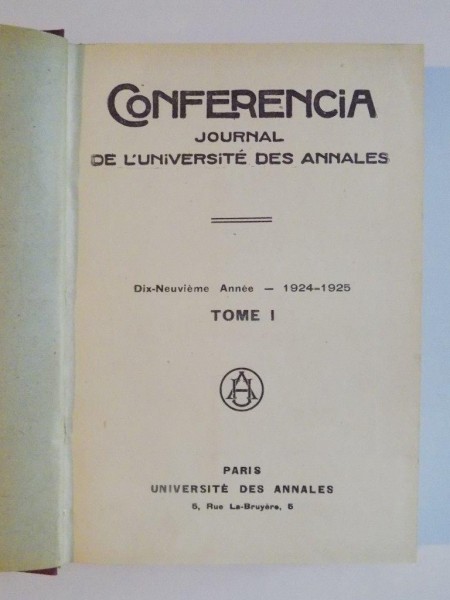 CONFERENCIA
JOURNAL
DE L'UNIVERSITÉ DES ANNALES
Dix-Neuvième Année — 1924-1925
TOME I
PARIS
UNIVERSITÉ DES ANNALES
5, Rue La-Bruyère, 5